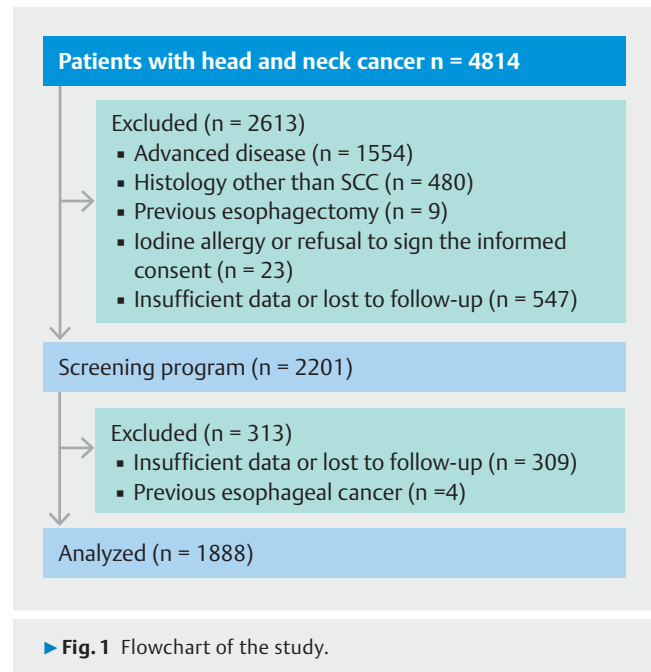 Patients with head and neck cancer n = 4814
Excluded (n = 2613)
▪ Advanced disease (n = 1554)
▪ Histology other than SCC (n = 480)
▪ Previous esophagectomy (n = 9)
▪ Iodine allergy or refusal to sign the informed
consent (n = 23)
▪ Insufficient data or lost to follow-up (n = 547)
Screening program (n = 2201)
Excluded (n = 313)
▪ Insufficient data or lost to follow-up (n = 309)
▪ Previous esophageal cancer (n =4)
Analyzed (n = 1888)
▶ Fig. 1 Flowchart of the study.